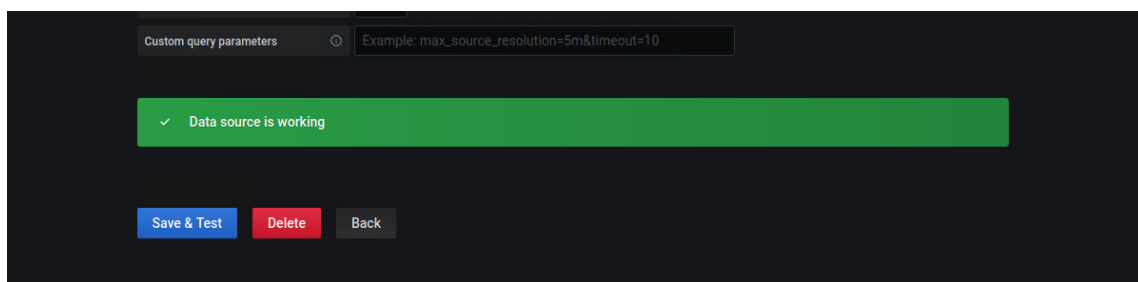 Custom query parameters
Example: max_source_resolution=5m&timeout=10
Data source is working
Save & Test
Delete
Back